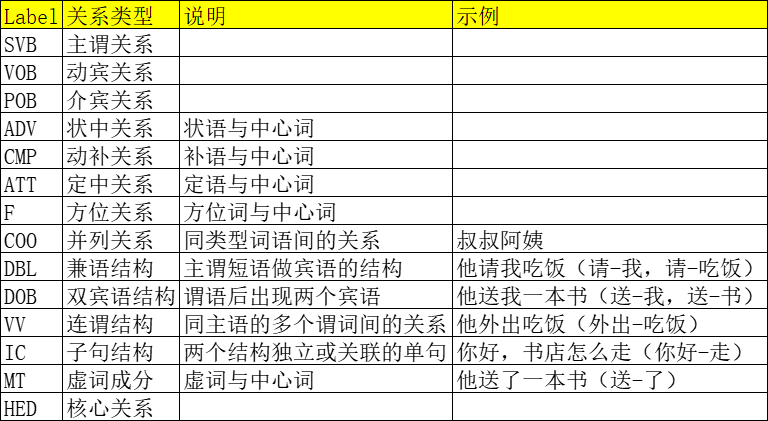 Label 关系类型 说明 示例
SVB 主谓关系
VOB 动宾关系
POB 介宾关系
ADV 状中关系 状语与中心词
CMP 动补关系 补语与中心词
ATT 定中关系 定语与中心词
F 方位关系 方位词与中心词
COO 并列关系 同类型词语间的关系 叔叔阿姨
DBL 兼语结构 主谓短语做宾语的结构 他请我吃饭（请-我，请-吃饭）
DOB 双宾语结构 谓语后出现两个宾语 他送我一本书（送-我，送-书）
VV 连谓结构 同主语的多个谓词间的关系 他外出吃饭（外出-吃饭）
IC 子句结构 两个结构独立或关联的单句 你好，书店怎么走（你好-走）
MT 虚词成分 虚词与中心词 他送了一本书（送-了）
HED 核心关系